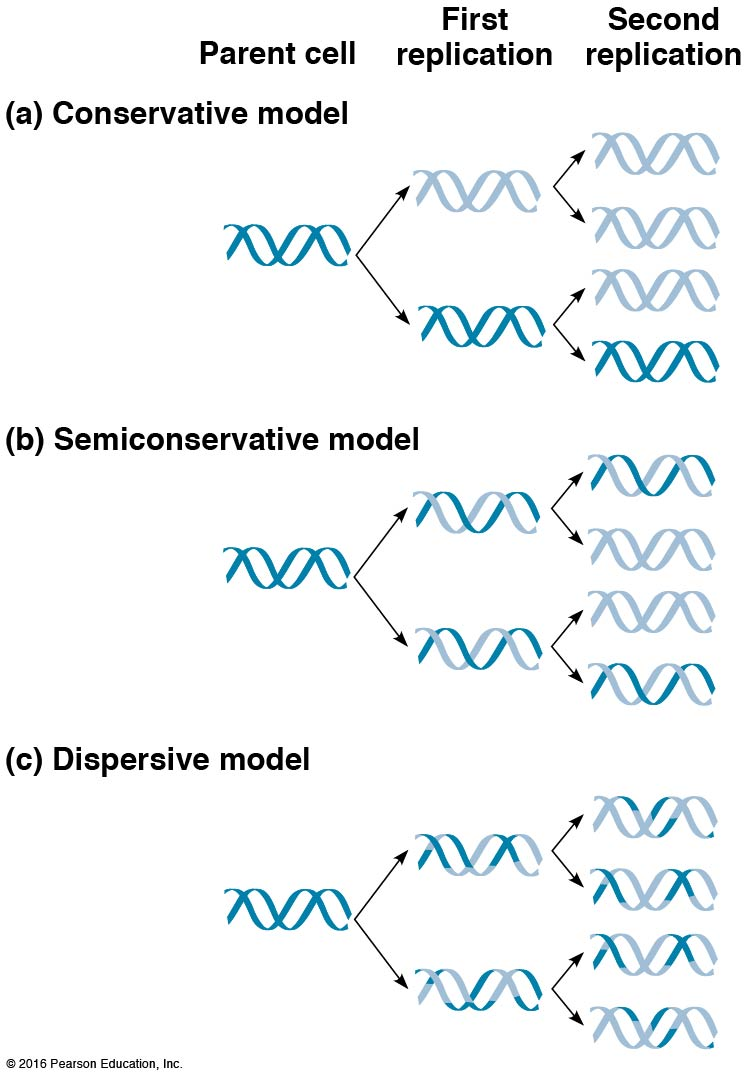 Parent cell
First
replication
Second
replication
(a) Conservative model
(b) Semiconservative model
(c) Dispersive model
© 2016 Pearson Education, Inc.